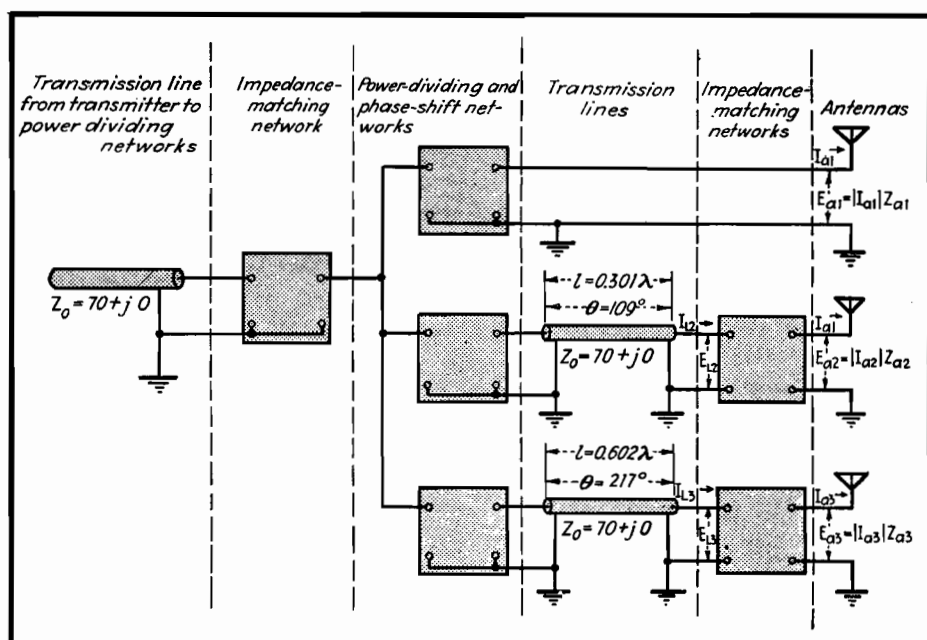 Transmission line
from transmitter to
power dividing
networks
Impedance-
matching
network
Power-dividing and
phase-shift net-
works
Transmission
lines
Impedance-
matching
networks
Antennas
Ia1
Ea1=|Ia1|Za1
Z0=70+j0
l=0.301λ
θ=109°
Z0=70+j0
IL2
EL2
Ia1
Ea2=|Ia2|Za2
l=0.602λ
θ=217°
Z0=70+j0
IL3
EL3
Ia3
Ea3=|Ia3|Za3